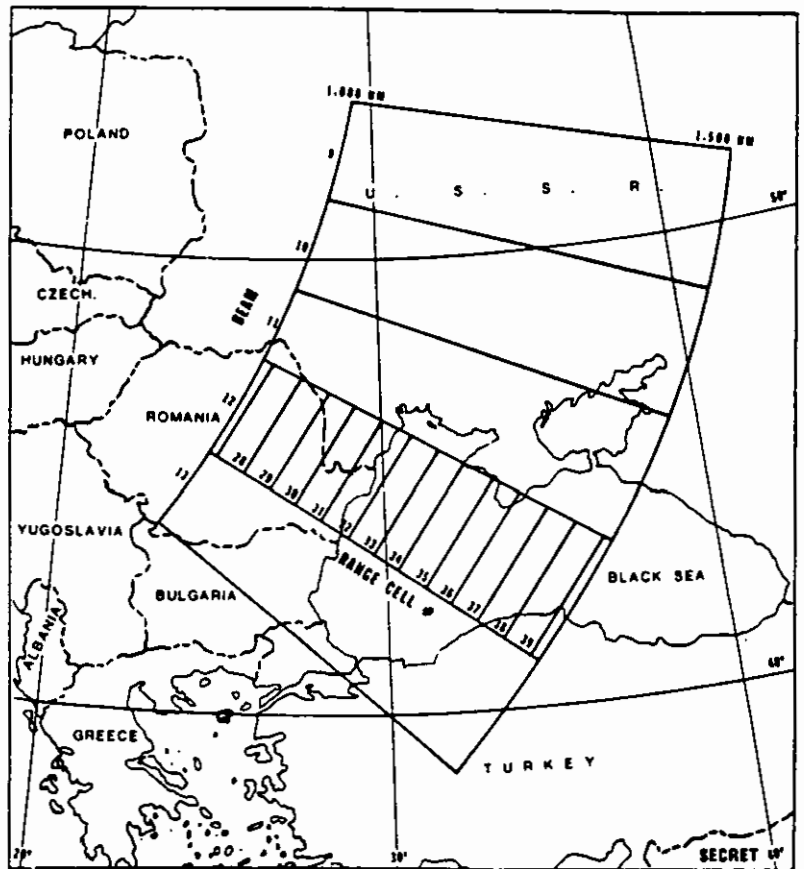 1.000 NM
1.500 NM
POLAND
9
U. S. S. R.
50°
10
CZECH.
BEAM
11
HUNGARY
12
ROMANIA
13
28
29
30
31
32
33
34
35
36
37
38
39
RANGE CELL #
YUGOSLAVIA
BLACK SEA
BULGARIA
ALBANIA
40°
GREECE
TURKEY
20°
30°
SECRET
40°